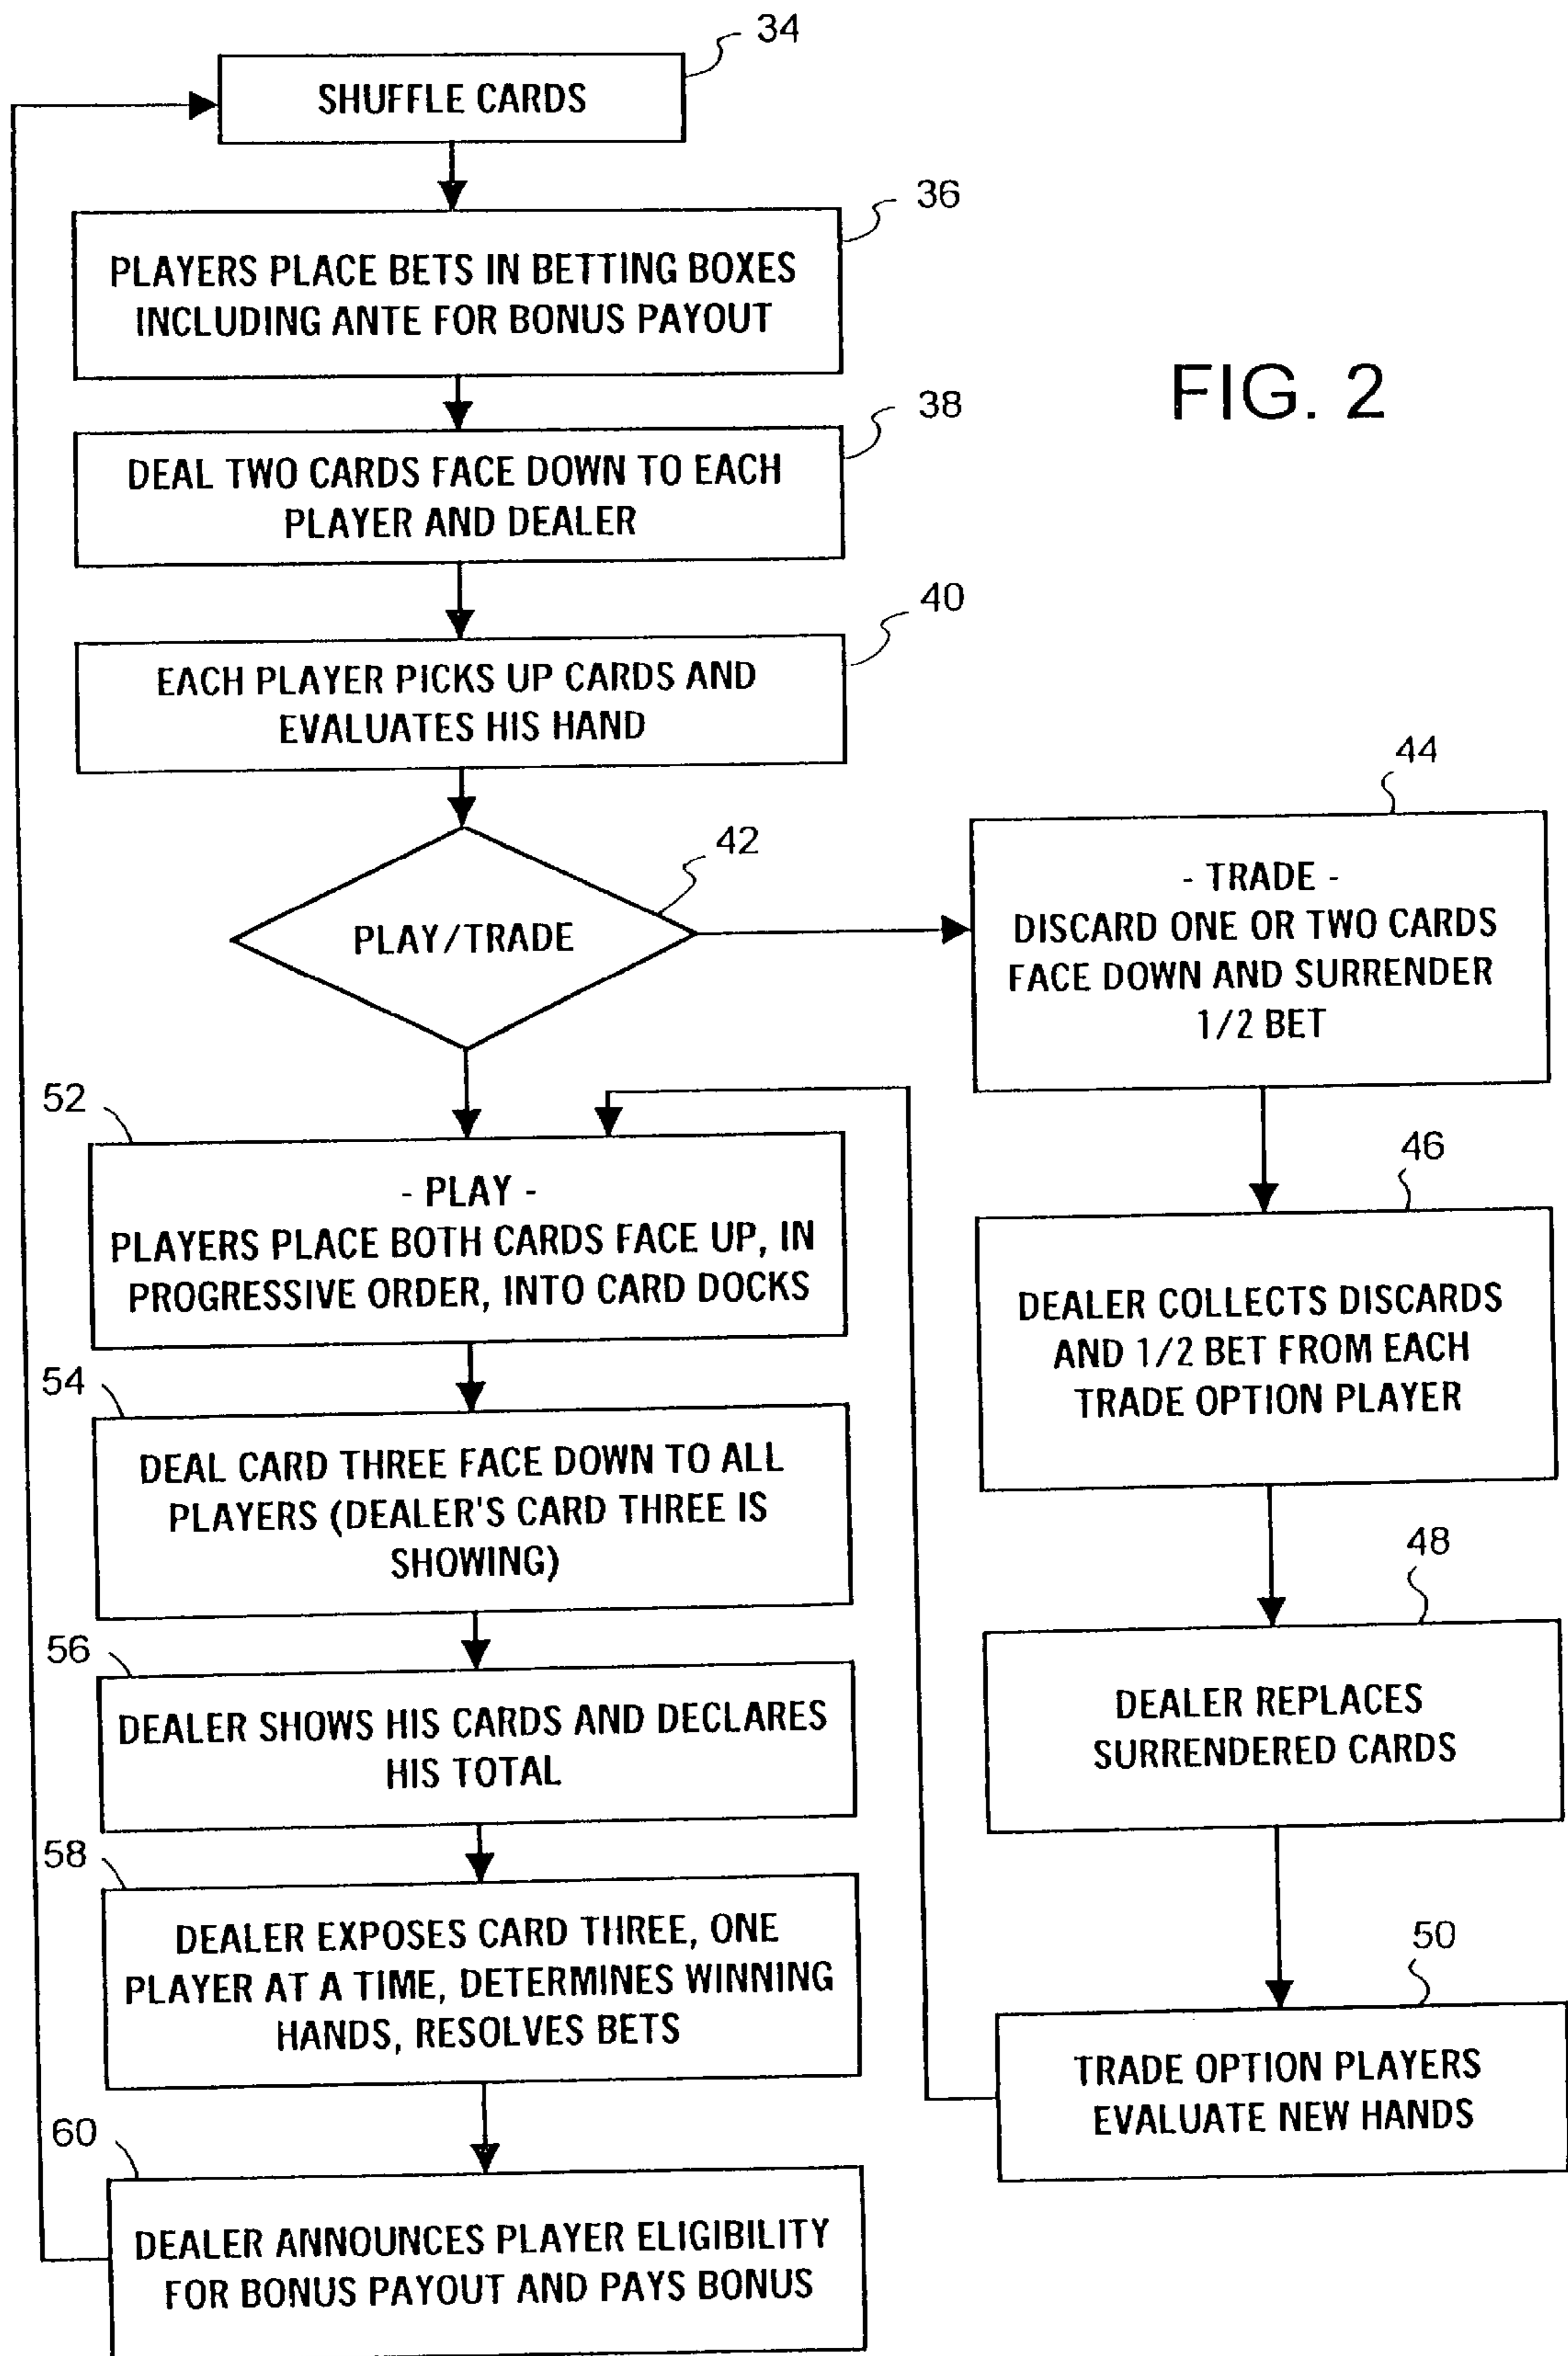 34
SHUFFLE CARDS
36
PLAYERS PLACE BETS IN BETTING BOXES
INCLUDING ANTE FOR BONUS PAYOUT
FIG. 2
38
DEAL TWO CARDS FACE DOWN TO EACH
PLAYER AND DEALER
40
EACH PLAYER PICKS UP CARDS AND
EVALUATES HIS HAND
42
PLAY/TRADE
44
- TRADE -
DISCARD ONE OR TWO CARDS
FACE DOWN AND SURRENDER
1/2 BET
46
DEALER COLLECTS DISCARDS
AND 1/2 BET FROM EACH
TRADE OPTION PLAYER
48
DEALER REPLACES
SURRENDERED CARDS
50
TRADE OPTION PLAYERS
EVALUATE NEW HANDS
52
- PLAY -
PLAYERS PLACE BOTH CARDS FACE UP, IN
PROGRESSIVE ORDER, INTO CARD DOCKS
54
DEAL CARD THREE FACE DOWN TO ALL
PLAYERS (DEALER'S CARD THREE IS
SHOWING)
56
DEALER SHOWS HIS CARDS AND DECLARES
HIS TOTAL
58
DEALER EXPOSES CARD THREE, ONE
PLAYER AT A TIME, DETERMINES WINNING
HANDS, RESOLVES BETS
60
DEALER ANNOUNCES PLAYER ELIGIBILITY
FOR BONUS PAYOUT AND PAYS BONUS